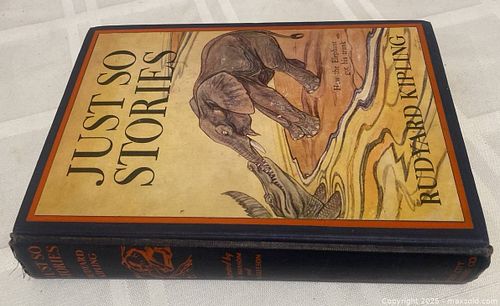 JUST SO
STORIES
How the Elephant
got his trunk
RUDYARD KIPLING
JUST SO
STORIES
KIPLING
and
Copyright 2025 - maxsold.com